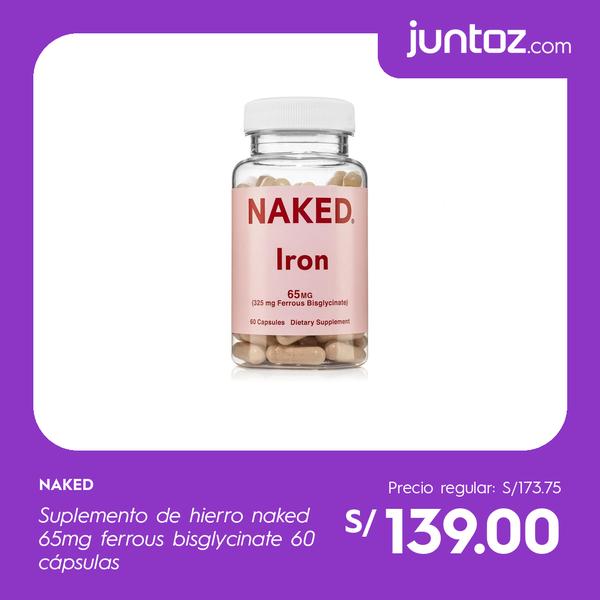 juntoz.com
NAKED®
Iron
65MG
(325 mg Ferrous Bisglycinate)
60 Capsules Dietary Supplement
NAKED
Suplemento de hierro naked
65mg ferrous bisglycinate 60
cápsulas
Precio regular: S/173.75
S/139.00